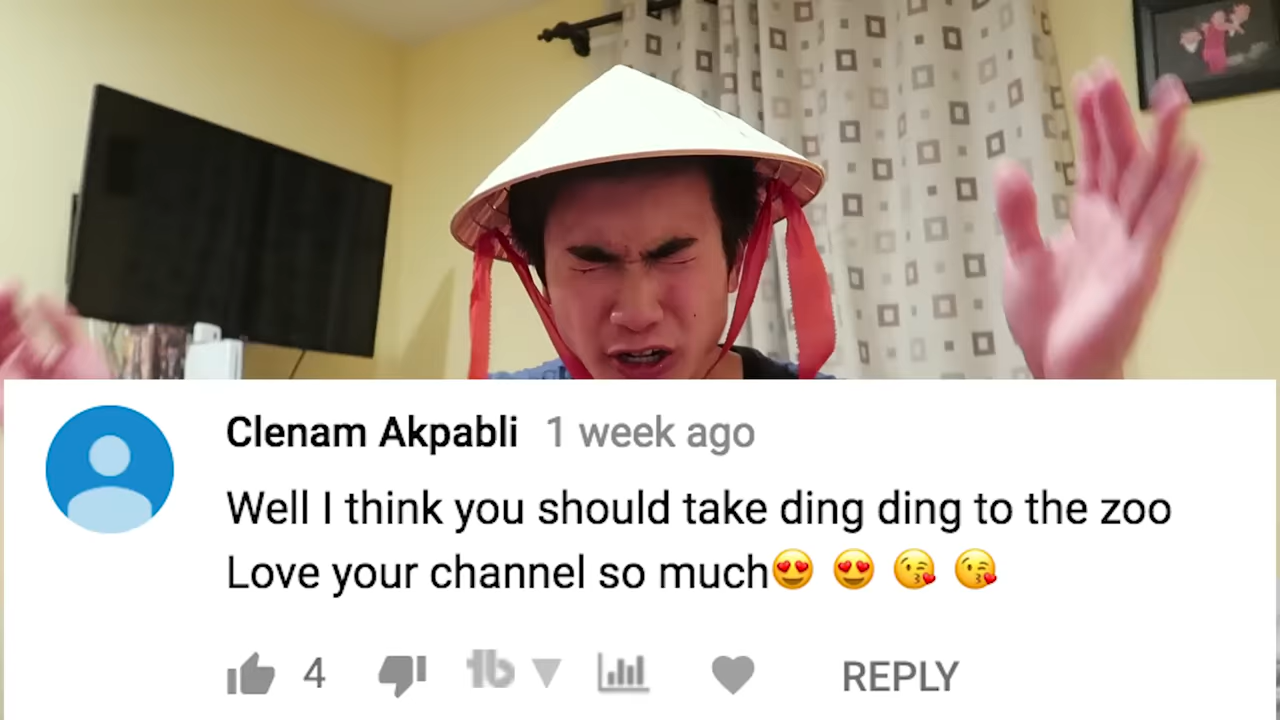 Clenam Akpabli 1 week ago
Well I think you should take ding ding to the zoo
Love your channel so much😍 😍 😘 😘
4
REPLY